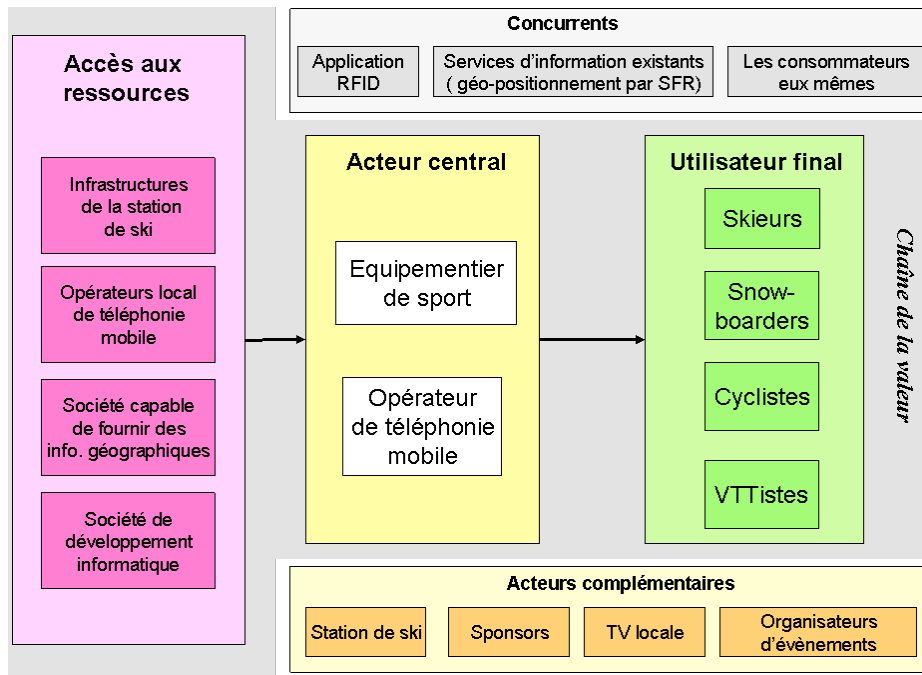 Concurrents
Application
RFID
Services d'information existants
( géo-positionnement par SFR)
Les consommateurs
eux mêmes
Accès aux
ressources
Infrastructures
de la station
de ski
Opérateurs local
de téléphonie
mobile
Société capable
de fournir des
info. géographiques
Société de
développement
informatique
Acteur central
Equipementier
de sport
Opérateur
de téléphonie
mobile
Utilisateur final
Skieurs
Snow-
boarders
Cyclistes
VTTistes
Chaîne de la valeur
Acteurs complémentaires
Station de ski
Sponsors
TV locale
Organisateurs
d'évènements